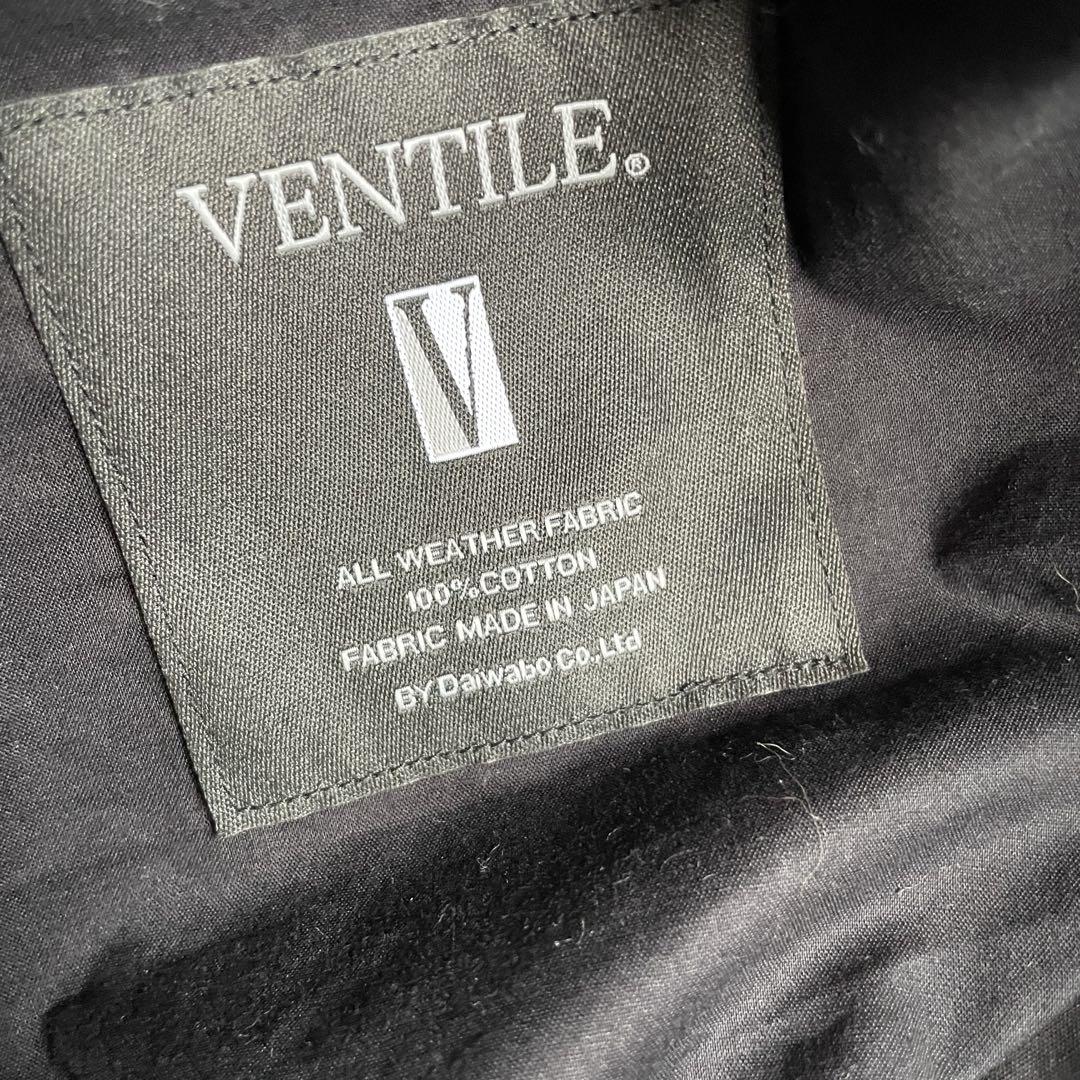 VENTILE®
V
ALL WEATHER FABRIC
100%COTTON
FABRIC MADE IN JAPAN
BY Daiwabo Co.,Ltd